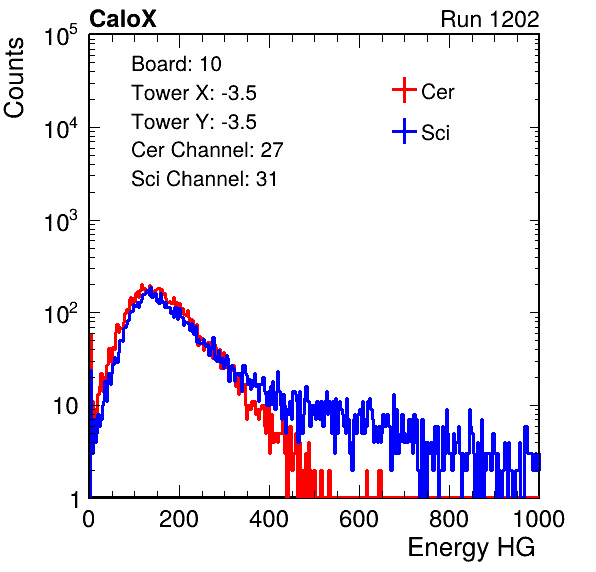 CaloX Run 1202
Counts
Board: 10
Tower X: -3.5
Tower Y: -3.5
Cer Channel: 27
Sci Channel: 31
Cer
Sci
10^5
10^4
10^3
10^2
10
1
0 200 400 600 800 1000
Energy HG